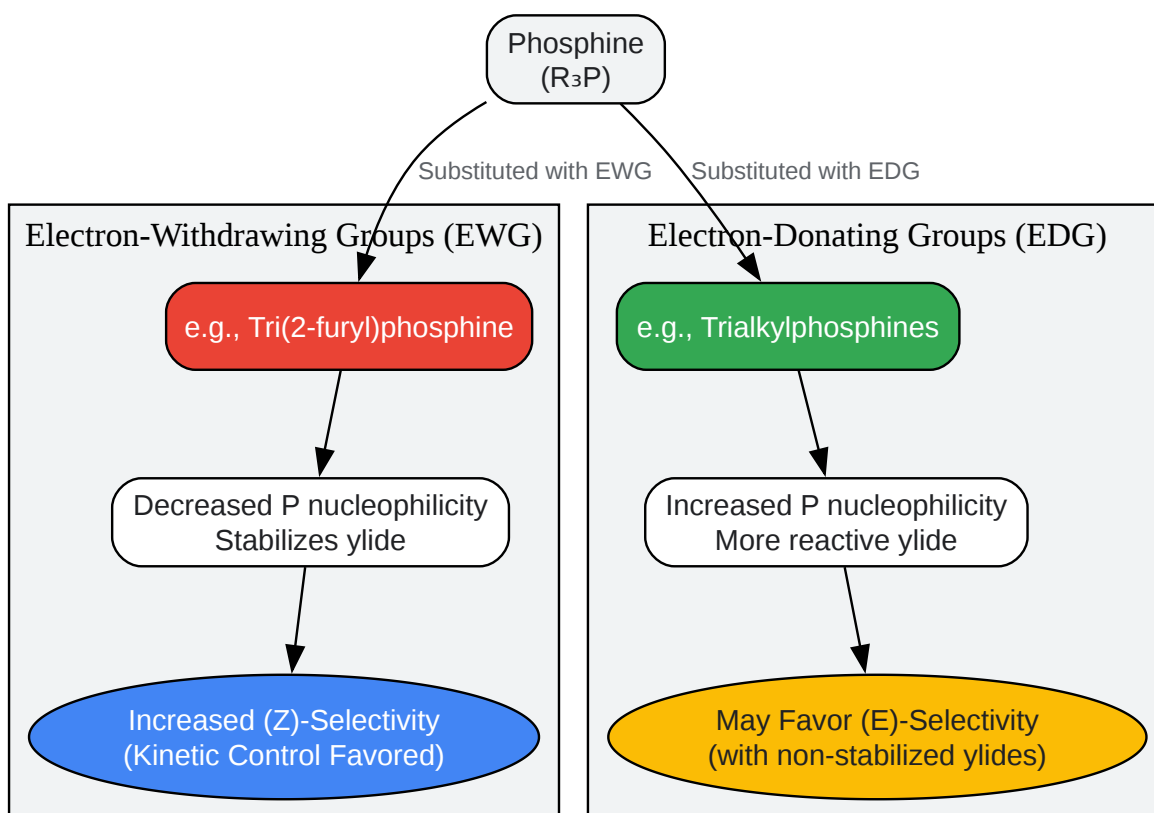 Phosphine
(R₃P)
Substituted with EWG
Substituted with EDG
Electron-Withdrawing Groups (EWG)
Electron-Donating Groups (EDG)
e.g., Tri(2-furyl)phosphine
e.g., Trialkylphosphines
Decreased P nucleophilicity
Stabilizes ylide
Increased P nucleophilicity
More reactive ylide
Increased (Z)-Selectivity
(Kinetic Control Favored)
May Favor (E)-Selectivity
(with non-stabilized ylides)